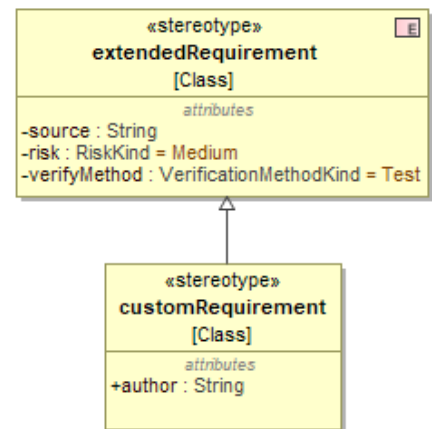 «stereotype»
E
extendedRequirement
[Class]
attributes
-source : String
-risk : RiskKind = Medium
-verifyMethod : VerificationMethodKind = Test
«stereotype»
customRequirement
[Class]
attributes
+author : String